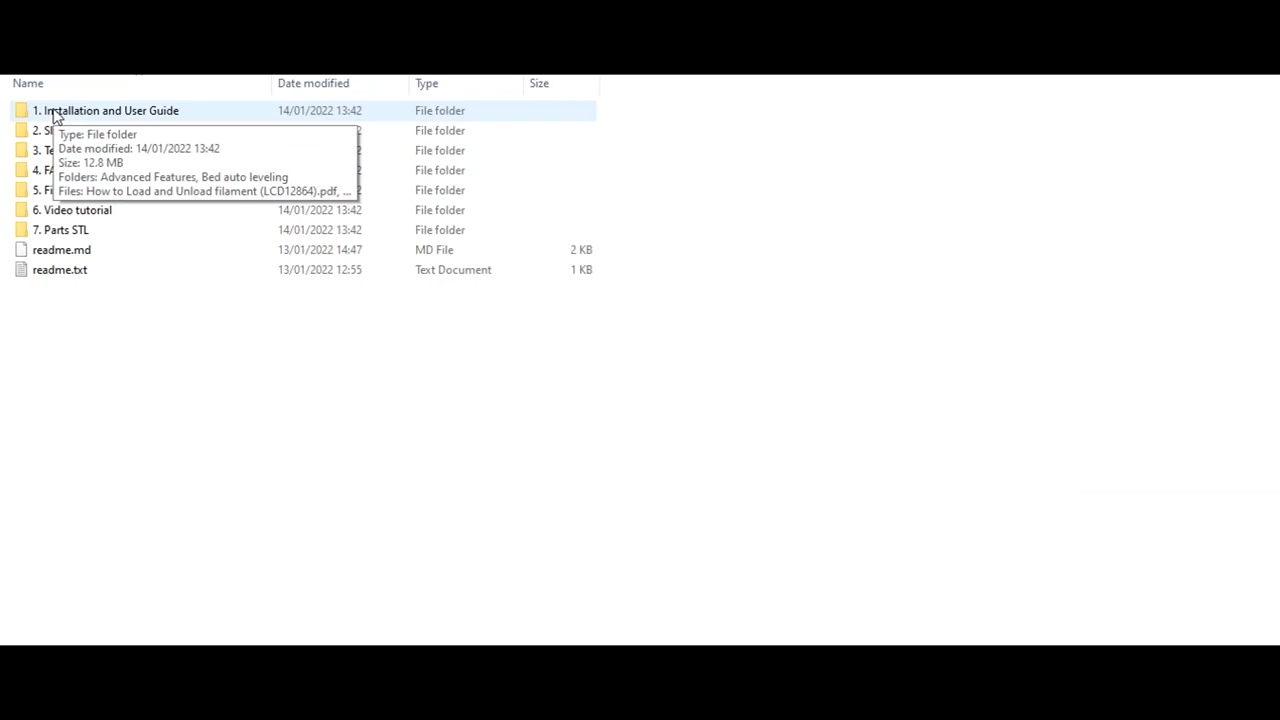 Name Date modified Type Size
1. Installation and User Guide 14/01/2022 13:42 File folder
2. File folder
Type: File folder
3. File folder
Date modified: 14/01/2022 13:42
Size: 12.8 MB
4. File folder
Folders: Advanced Features, Bed auto leveling
5. File folder
Files: How to Load and Unload filament (LCD12864).pdf, ...
6. Video tutorial 14/01/2022 13:42 File folder
7. Parts STL 14/01/2022 13:42 File folder
readme.md 13/01/2022 14:47 MD File 2 KB
readme.txt 13/01/2022 12:55 Text Document 1 KB